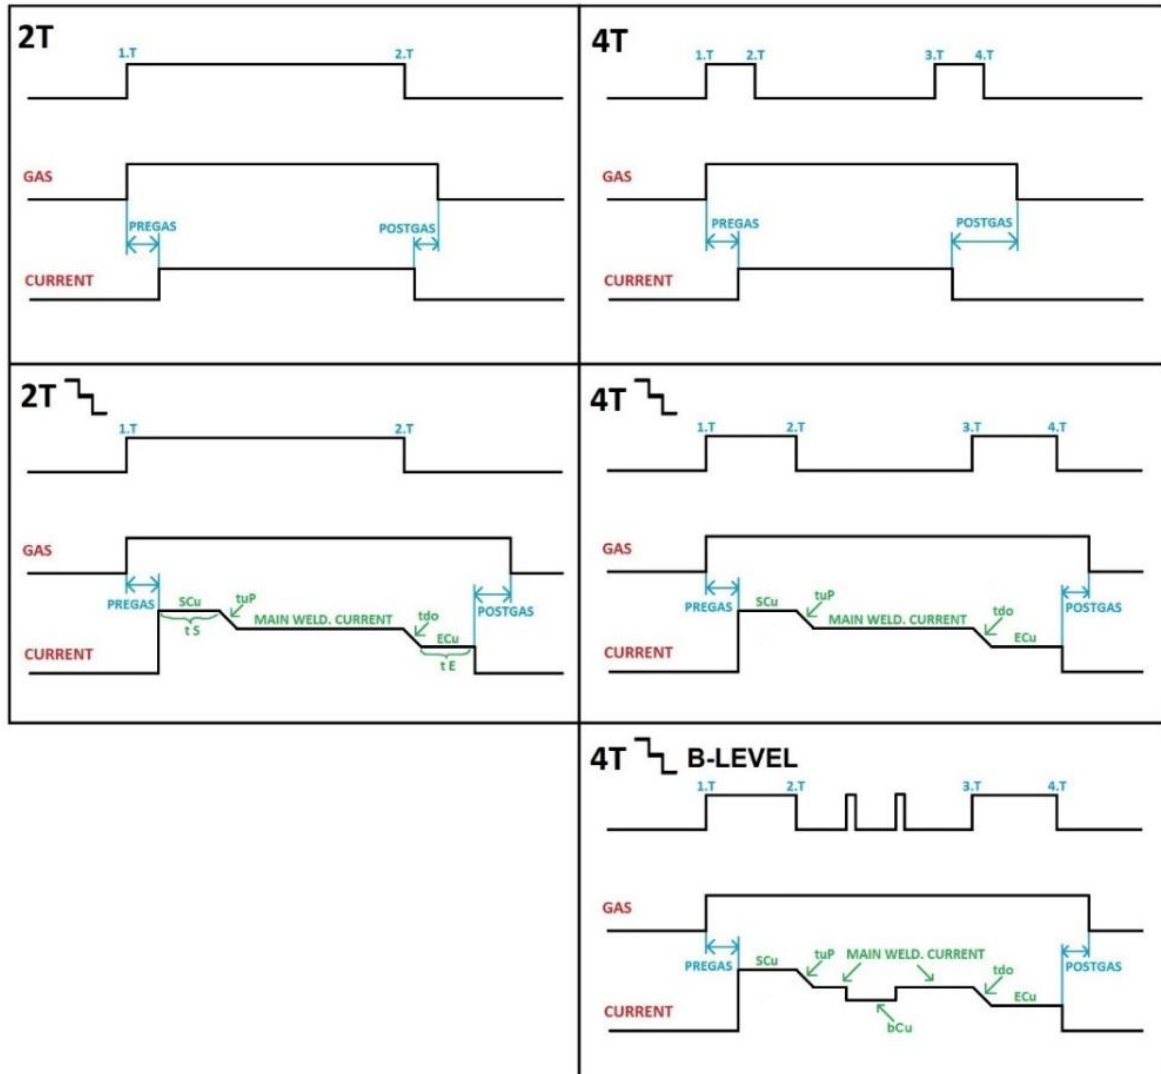 2T
1.T 2.T
GAS
PREGAS POSTGAS
CURRENT
4T
1.T 2.T 3.T 4.T
GAS
PREGAS POSTGAS
CURRENT
2T
1.T 2.T
GAS
PREGAS SCu tuP MAIN WELD. CURRENT tdo ECu POSTGAS
t S t E
CURRENT
4T
1.T 2.T 3.T 4.T
GAS
PREGAS SCu tuP MAIN WELD. CURRENT tdo ECu POSTGAS
CURRENT
4T B-LEVEL
1.T 2.T 3.T 4.T
GAS
PREGAS SCu tuP MAIN WELD. CURRENT tdo ECu POSTGAS
CURRENT
bCu